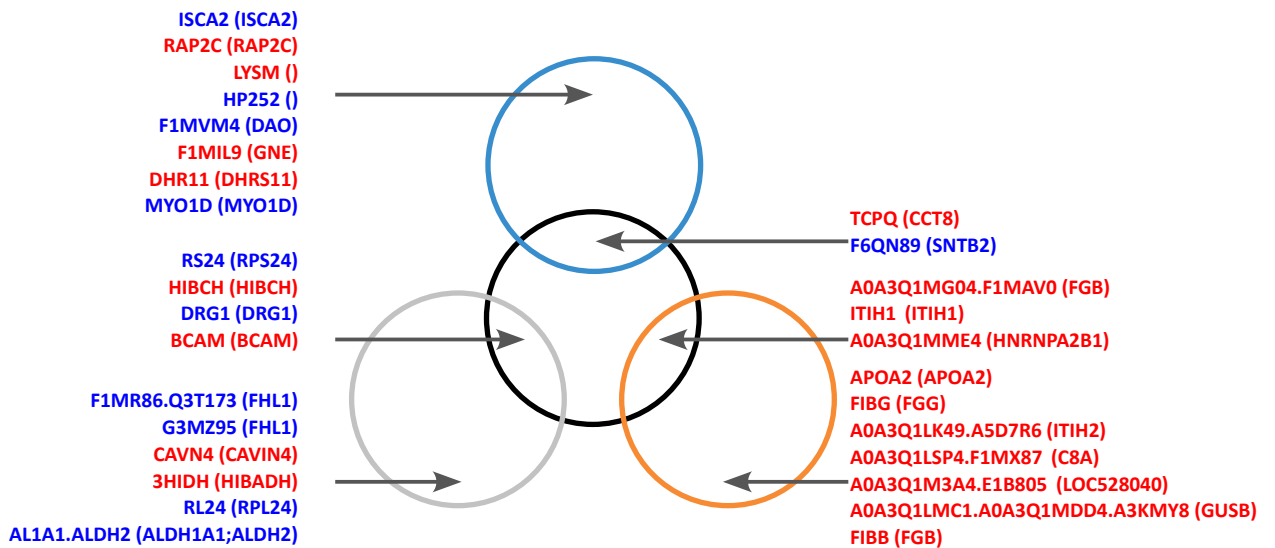 ISCA2 (ISCA2)
RAP2C (RAP2C)
LYSM ()
HP252 ()
F1MVM4 (DAO)
F1MIL9 (GNE)
DHR11 (DHRS11)
MYO1D (MYO1D)
RS24 (RPS24)
HIBCH (HIBCH)
DRG1 (DRG1)
BCAM (BCAM)
F1MR86.Q3T173 (FHL1)
G3MZ95 (FHL1)
CAVN4 (CAVIN4)
3HIDH (HIBADH)
RL24 (RPL24)
AL1A1.ALDH2 (ALDH1A1;ALDH2)
TCPQ (CCT8)
F6QN89 (SNTB2)
A0A3Q1MG04.F1MAV0 (FGB)
ITIH1 (ITIH1)
A0A3Q1MME4 (HNRNPA2B1)
APOA2 (APOA2)
FIBG (FGG)
A0A3Q1LK49.A5D7R6 (ITIH2)
A0A3Q1LSP4.F1MX87 (C8A)
A0A3Q1M3A4.E1B805 (LOC528040)
A0A3Q1LMC1.A0A3Q1MDD4.A3KMY8 (GUSB)
FIBB (FGB)